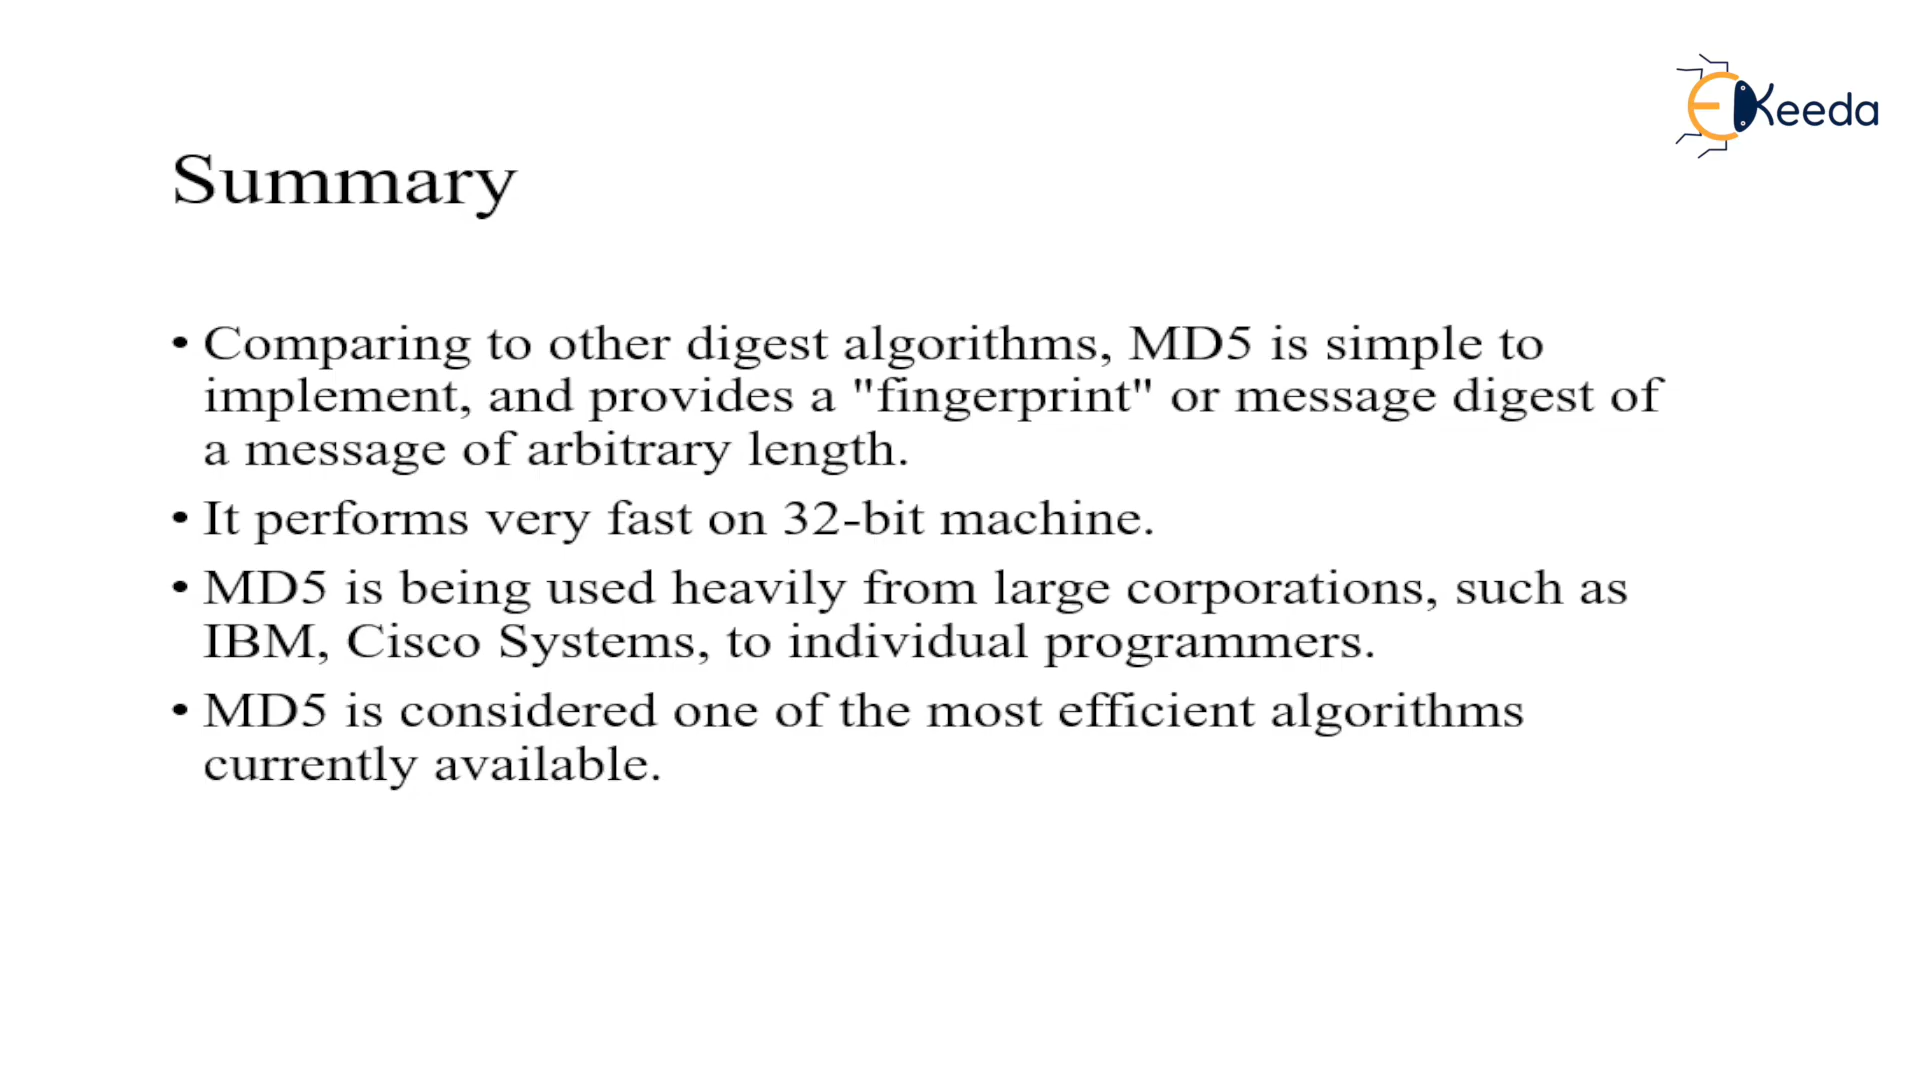 EKeeda
Summary
• Comparing to other digest algorithms, MD5 is simple to
implement, and provides a "fingerprint" or message digest of
a message of arbitrary length.
• It performs very fast on 32-bit machine.
• MD5 is being used heavily from large corporations, such as
IBM, Cisco Systems, to individual programmers.
• MD5 is considered one of the most efficient algorithms
currently available.